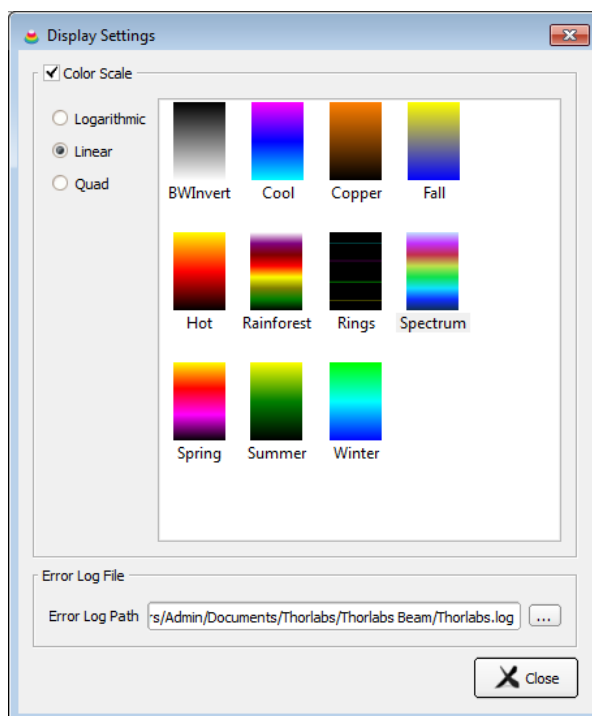 Display Settings
Color Scale
Logarithmic
Linear
Quad
BWInvert Cool Copper Fall
Hot Rainforest Rings Spectrum
Spring Summer Winter
Error Log File
Error Log Path rs/Admin/Documents/Thorlabs/Thorlabs Beam/Thorlabs.log ...
Close